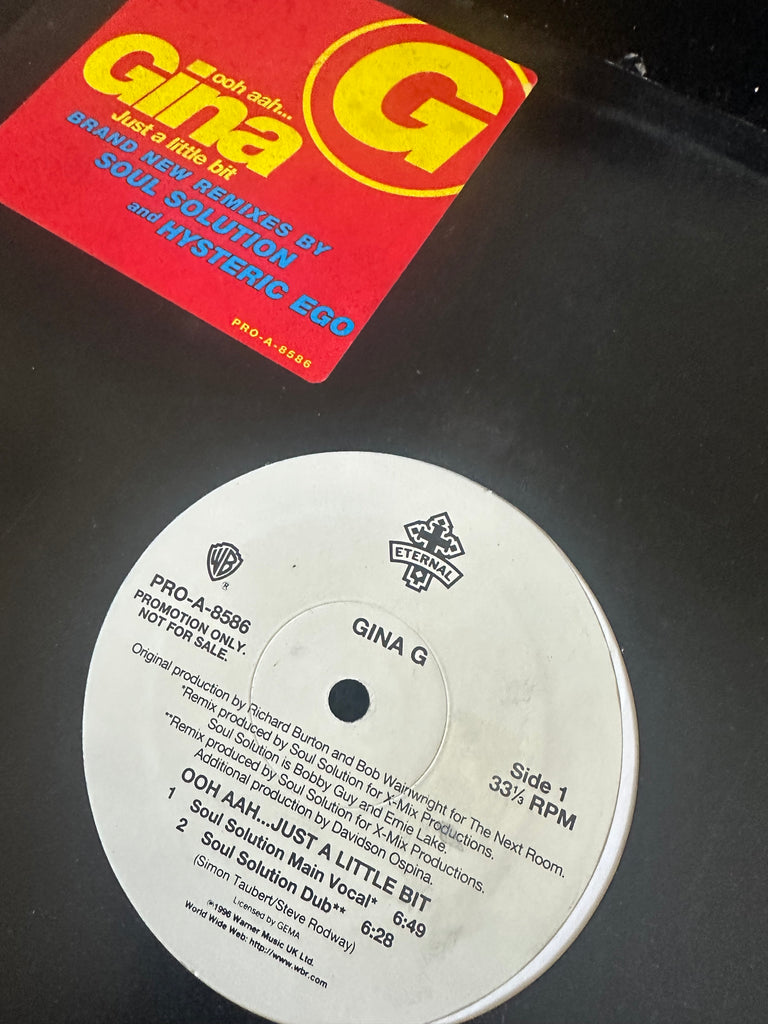 Gina G
ooh aah...
Just a little bit
BRAND NEW REMIXES BY
SOUL SOLUTION
and HYSTERIC EGO
PRO-A-8586
WB
R
ETERNAL
PRO-A-8586
PROMOTION ONLY.
NOT FOR SALE.
GINA G
Side 1
33⅓ RPM
Original production by Richard Burton and Bob Wainwright for The Next Room.
*Remix produced by Soul Solution for X-Mix Productions.
Soul Solution is Bobby Guy and Ernie Lake.
**Remix produced by Soul Solution for X-Mix Productions.
Additional production by Davidson Ospina.
OOH AAH...JUST A LITTLE BIT
1 Soul Solution Main Vocal* 6:49
2 Soul Solution Dub** 6:28
(Simon Taubert/Steve Rodway)
Licensed by GEMA
℗1996 Warner Music UK Ltd.
World Wide Web: http://www.wbr.com